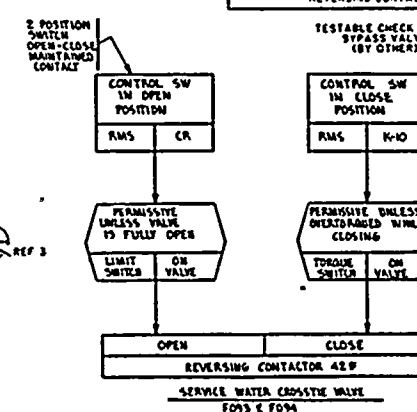 REVERSING CONTAC
2 POSITION
SWITCH
OPEN-CLOSE
MAINTAINED
CONTACT
TESTABLE CHECK
BYPASS VALV
(BY OTHER
CONTROL SW
IN OPEN
POSITION
RMS CR
CONTROL SW
IN CLOSE
POSITION
RMS K-10
PERMISSIVE
UNLESS VALVE
IS FULLY OPEN
LIMIT SWITCH
ON VALVE
PERMISSIVE UNLESS
OVERTORQUED WHILE
CLOSING
TORQUE SWITCH
ON VALVE
REF 3
OPEN CLOSE
REVERSING CONTACTOR 42#
SERVICE WATER CROSSTIE VALVE
F093 & F094